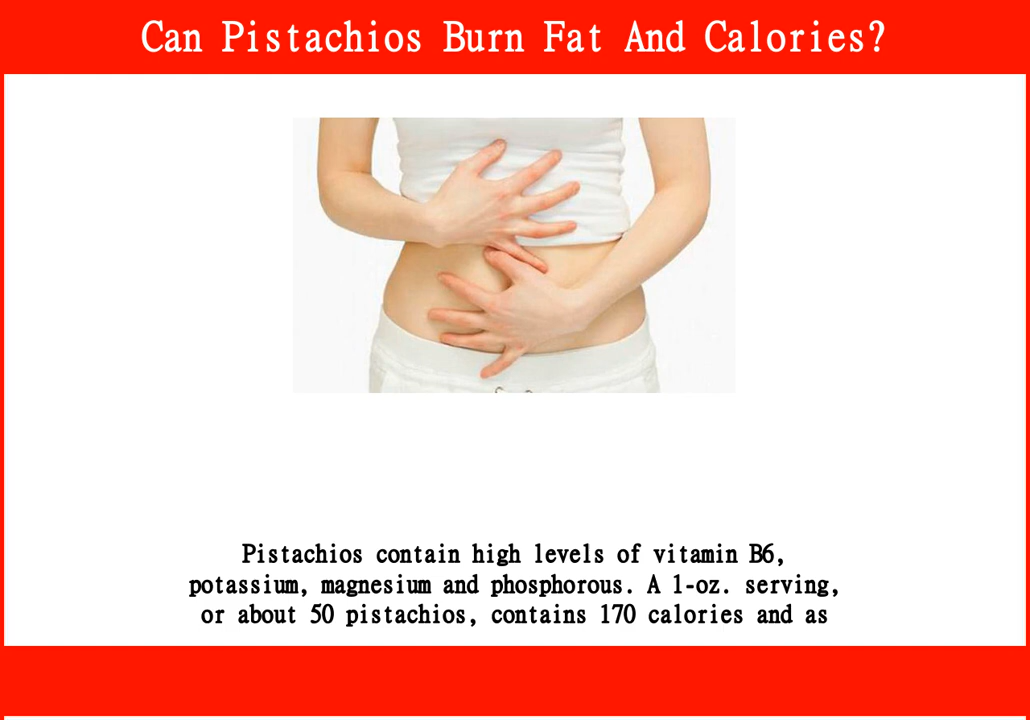 Can Pistachios Burn Fat And Calories?
Pistachios contain high levels of vitamin B6,
potassium, magnesium and phosphorous. A 1-oz. serving,
or about 50 pistachios, contains 170 calories and as